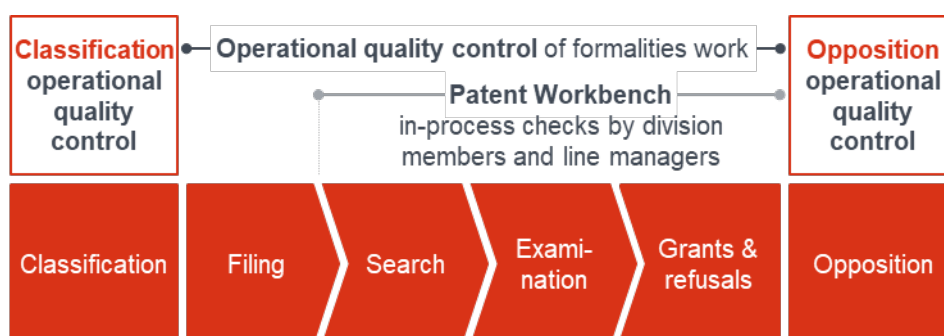 Classification
operational
quality
control
Operational quality control of formalities work
Patent Workbench
in-process checks by division
members and line managers
Opposition
operational
quality
control
Classification
Filing
Search
Exami-
nation
Grants &
refusals
Opposition